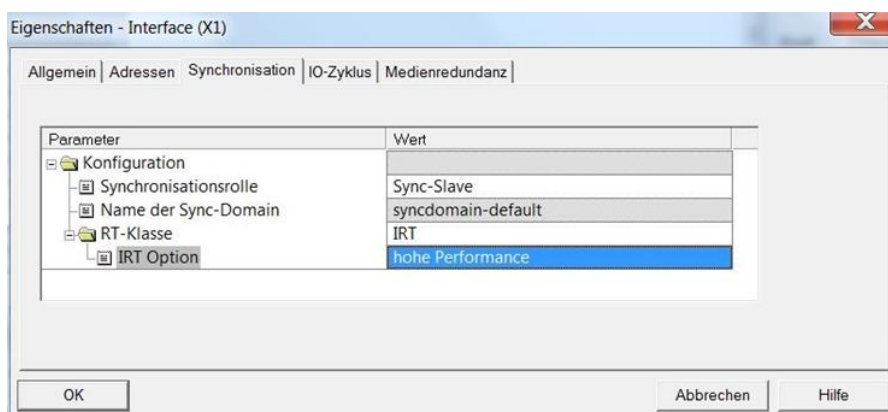 Eigenschaften - Interface (X1)
Allgemein Adressen Synchronisation IO-Zyklus Medienredundanz
Parameter Wert
Konfiguration
Synchronisationsrolle Sync-Slave
Name der Sync-Domain syncdomain-default
RT-Klasse IRT
IRT Option hohe Performance
OK Abbrechen Hilfe